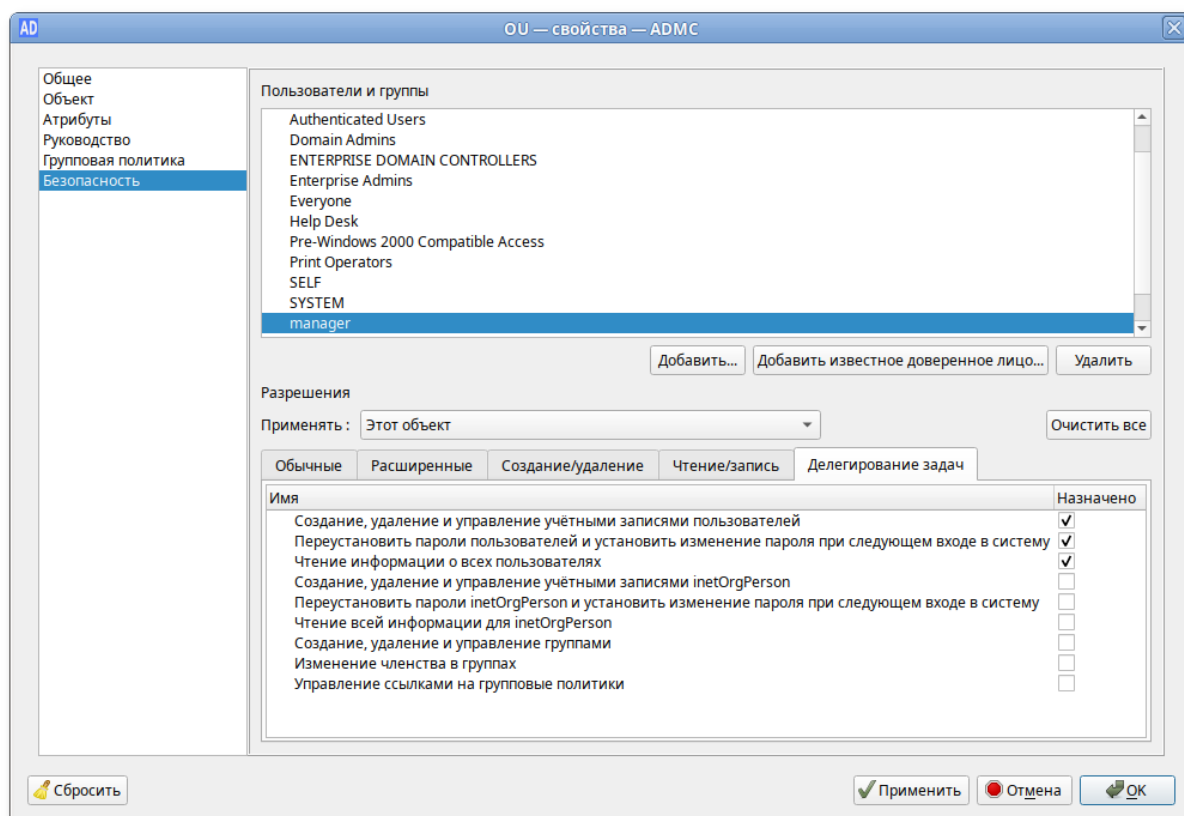 AD
OU — свойства — ADMC
Общее
Объект
Атрибуты
Руководство
Групповая политика
Безопасность
Пользователи и группы
Authenticated Users
Domain Admins
ENTERPRISE DOMAIN CONTROLLERS
Enterprise Admins
Everyone
Help Desk
Pre-Windows 2000 Compatible Access
Print Operators
SELF
SYSTEM
manager
Добавить... Добавить известное доверенное лицо... Удалить
Разрешения
Применять : Этот объект Очистить все
Обычные Расширенные Создание/удаление Чтение/запись Делегирование задач
Имя Назначено
Создание, удаление и управление учётными записями пользователей
Переустановить пароли пользователей и установить изменение пароля при следующем входе в систему
Чтение информации о всех пользователях
Создание, удаление и управление учётными записями inetOrgPerson
Переустановить пароли inetOrgPerson и установить изменение пароля при следующем входе в систему
Чтение всей информации для inetOrgPerson
Создание, удаление и управление группами
Изменение членства в группах
Управление ссылками на групповые политики
Сбросить Применить Отмена OK